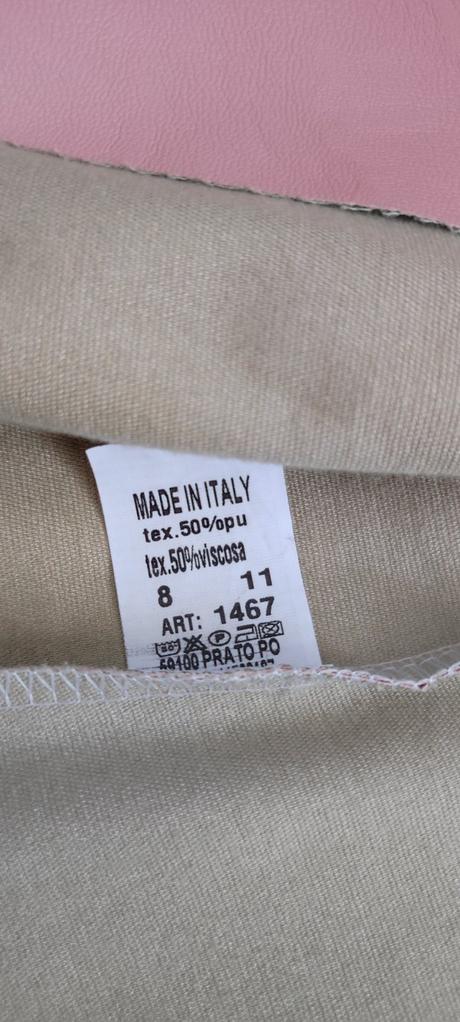 MADE IN ITALY
tex.50%pu
tex.50%viscosa
8 11
ART: 1467
P
59100 PRATO PO